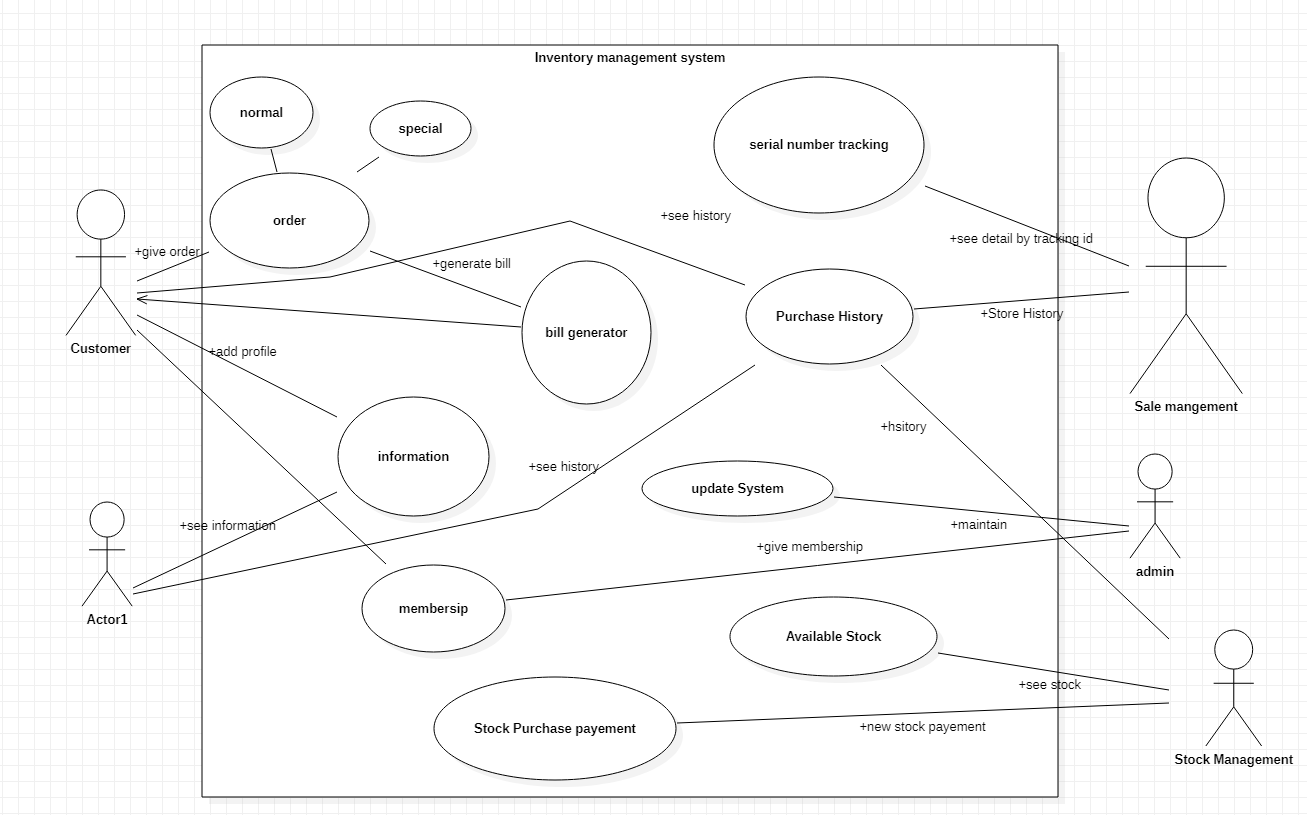 Inventory management system
normal
special
serial number tracking
order
+see history
+give order
+see detail by tracking id
+generate bill
Purchase History
+Store History
bill generator
Customer
+add profile
Sale mangement
+hsitory
information
+see history
update System
+see information
+maintain
+give membership
admin
Actor1
membersip
Available Stock
+see stock
Stock Purchase payement
+new stock payement
Stock Management